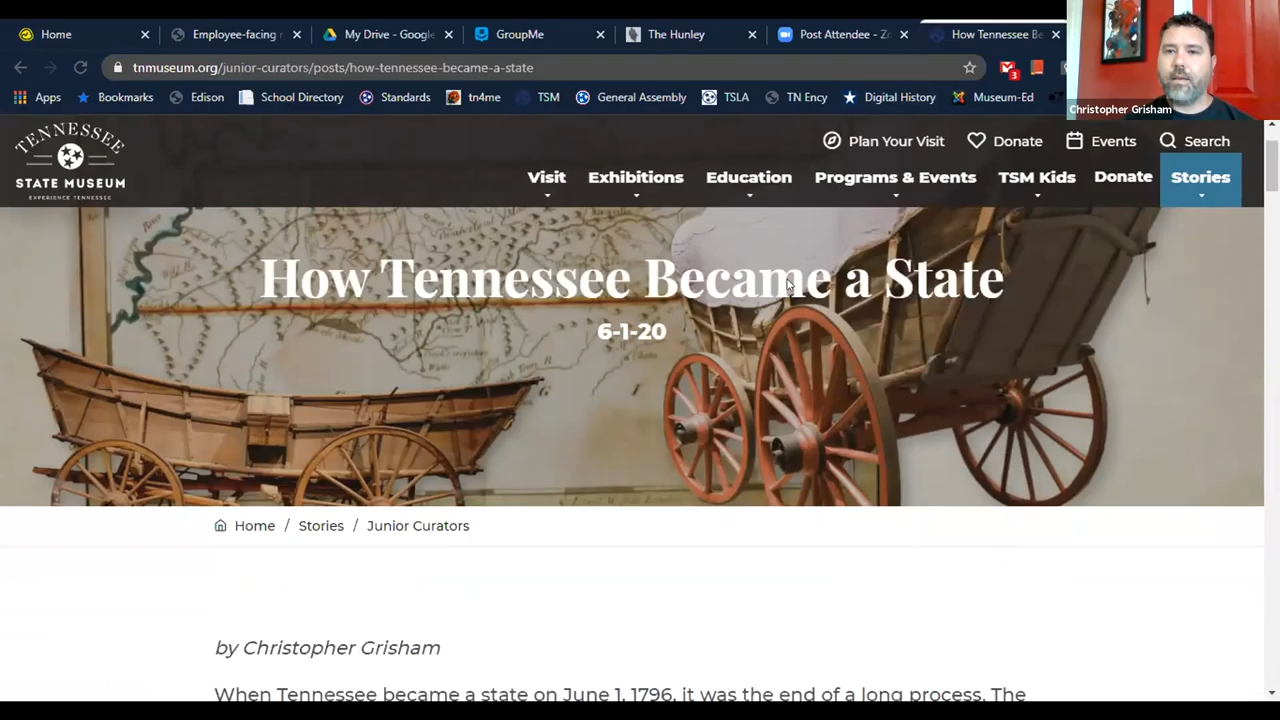 Home
Employee-facing r
My Drive - Google
GroupMe
The Hunley
Post Attendee - Zo
How Tennessee Be
tnmuseum.org/junior-curators/posts/how-tennessee-became-a-state
3
Apps
Bookmarks
Edison
School Directory
Standards
tn4me
TSM
General Assembly
TSLA
TN Ency
Digital History
Museum-Ed
Christopher Grisham
TENNESSEE
STATE MUSEUM
EXPERIENCE TENNESSEE
Plan Your Visit
Donate
Events
Search
Visit
Exhibitions
Education
Programs & Events
TSM Kids
Donate
Stories
How Tennessee Became a State
6-1-20
Home / Stories / Junior Curators
by Christopher Grisham
When Tennessee became a state on June 1, 1796, it was the end of a long process. The